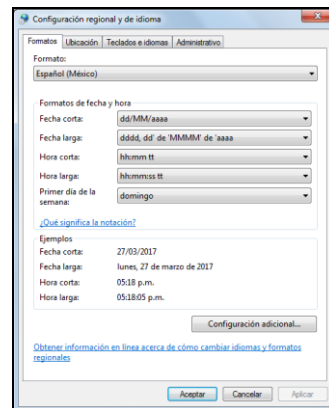 Configuración regional y de idioma
Formatos Ubicación Teclados e idiomas Administrativo
Formato:
Español (México)
Formatos de fecha y hora
Fecha corta: dd/MM/aaaa
Fecha larga: dddd, dd' de 'MMMM' de 'aaaa
Hora corta: hh:mm tt
Hora larga: hh:mm:ss tt
Primer día de la
semana: domingo
¿Qué significa la notación?
Ejemplos
Fecha corta: 27/03/2017
Fecha larga: lunes, 27 de marzo de 2017
Hora corta: 05:18 p.m.
Hora larga: 05:18:05 p.m.
Configuración adicional...
Obtener información en línea acerca de cómo cambiar idiomas y formatos
regionales
Aceptar Cancelar Aplicar